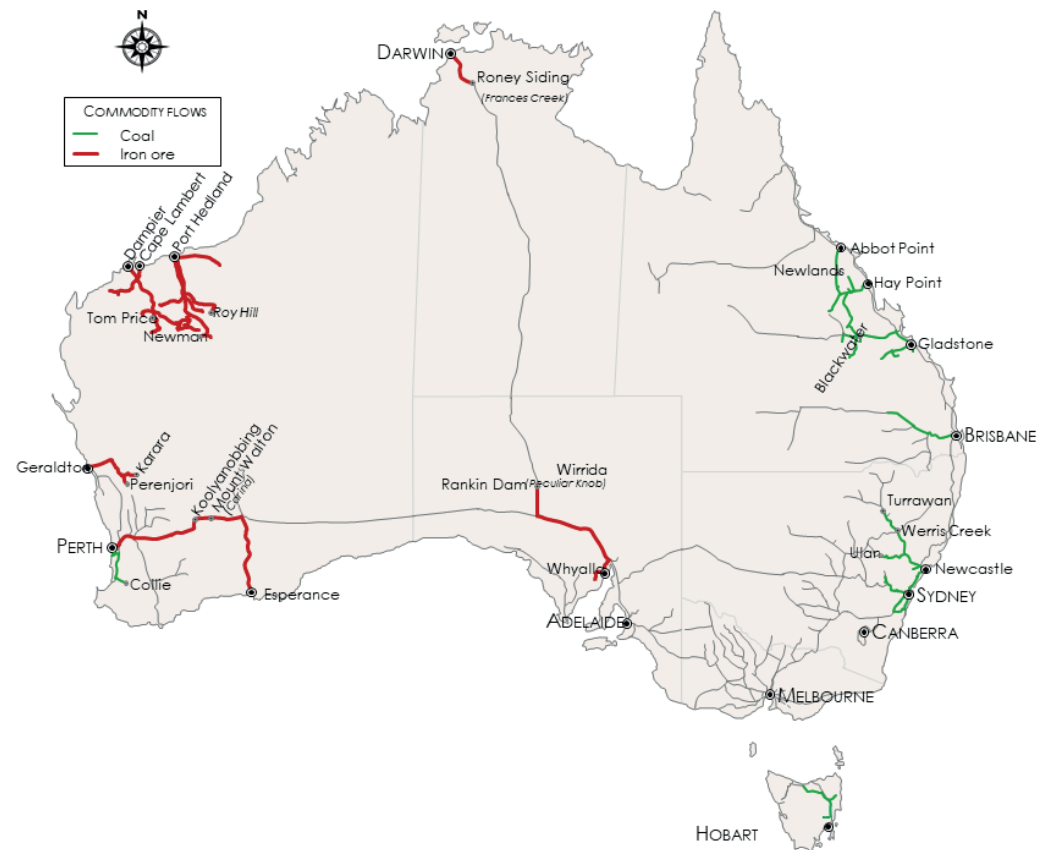 N
DARWIN
Roney Siding
(Frances Creek)
COMMODITY FLOWS
Coal
Iron ore
Dampier
Cape Lambert
Port Hedland
Abbot Point
Newlands
Hay Point
Tom Price
Roy Hill
Newman
Blackwater
Gladstone
BRISBANE
Geraldto
Karara
Perenjori
Koolyanobbing
Mount Walton
(Carina)
Wirrida
Rankin Dam
(Peculiar Knob)
Turrawan
Werris Creek
Ulan
PERTH
Collie
Whyalla
Newcastle
Esperance
SYDNEY
ADELAIDE
CANBERRA
MELBOURNE
HOBART